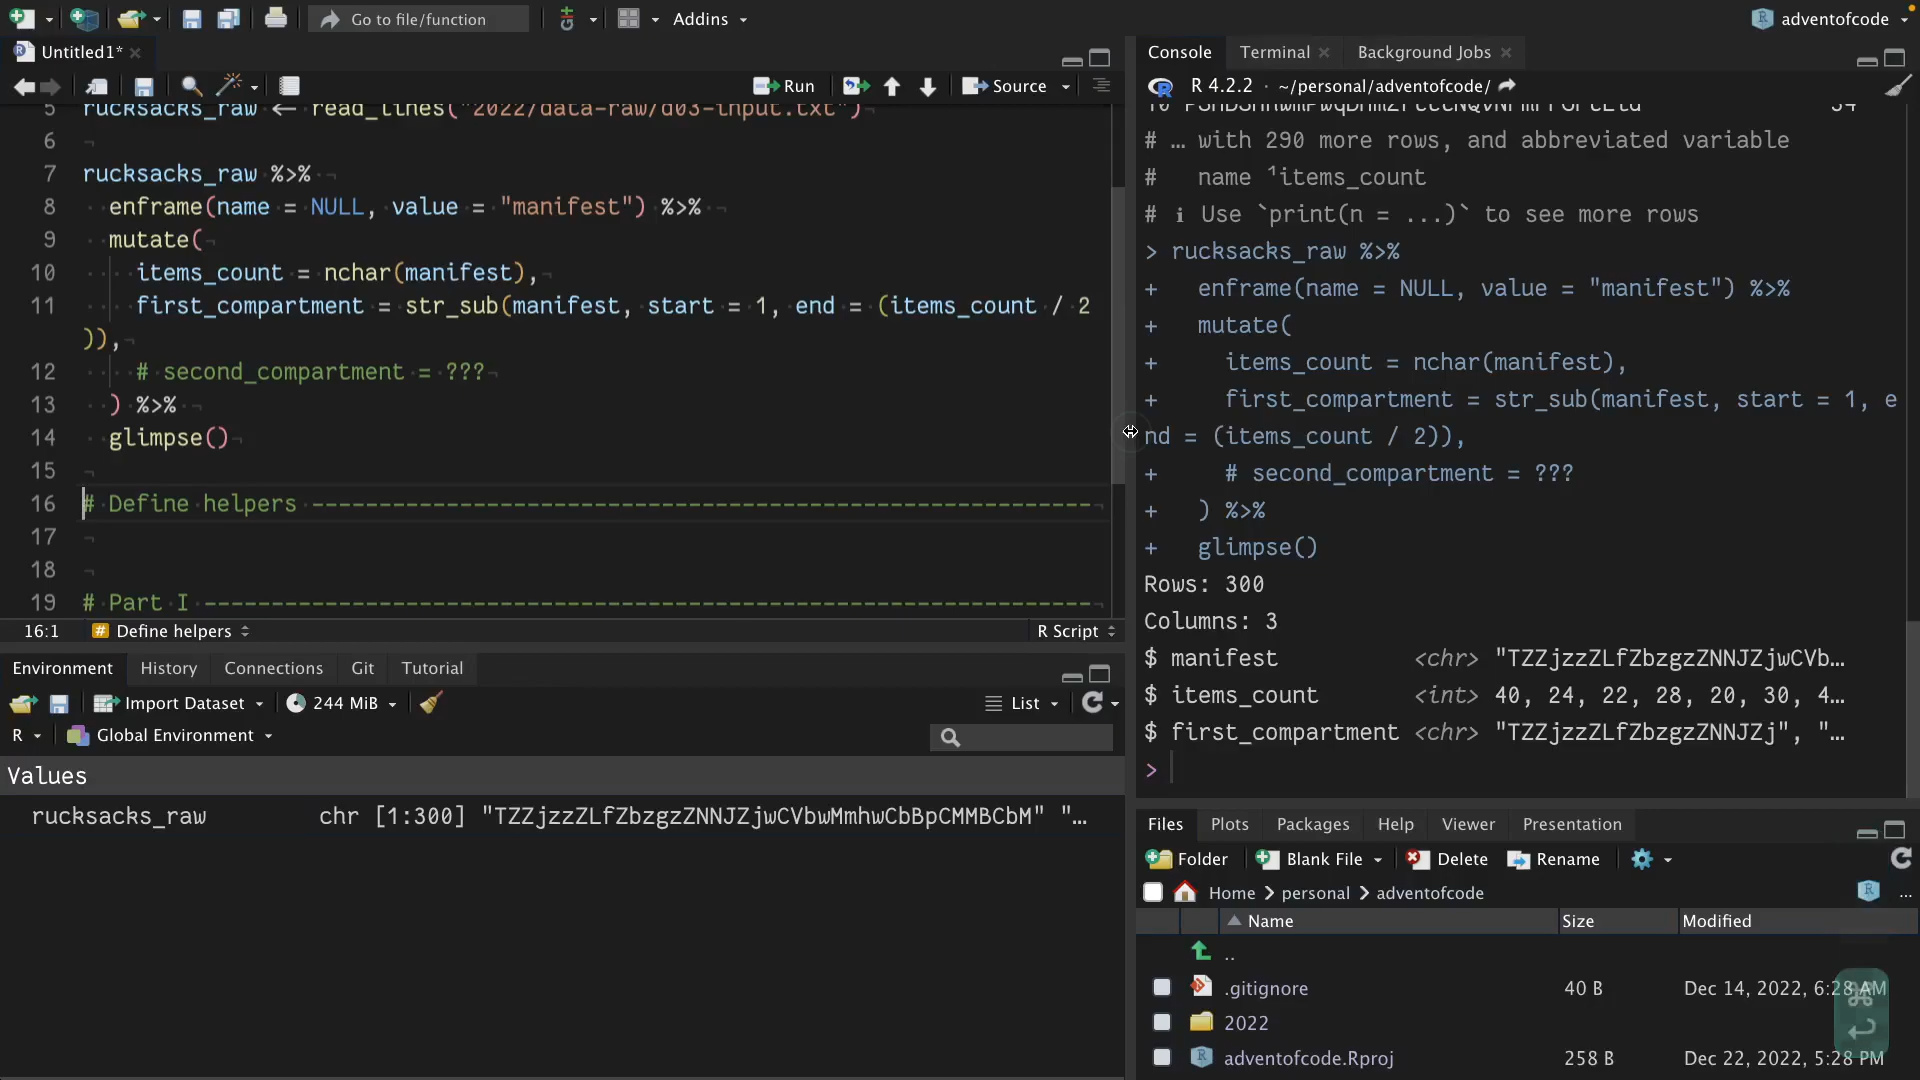 Go to file/function
Addins
adventofcode
Untitled1*
Run
Source
5 rucksacks_raw <- read_lines("2022/data-raw/d03-input.txt")
6
7 rucksacks_raw %>%
8 enframe(name = NULL, value = "manifest") %>%
9 mutate(
10 items_count = nchar(manifest),
11 first_compartment = str_sub(manifest, start = 1, end = (items_count / 2
)),
12 # second_compartment = ???
13 ) %>%
14 glimpse()
15
16 # Define helpers ----------------------------------------------------------
17
18
19 # Part I ------------------------------------------------------------------
16:1 # Define helpers R Script
Console Terminal Background Jobs
R 4.2.2 · ~/personal/adventofcode/
# … with 290 more rows, and abbreviated variable
# name ¹items_count
# ℹ Use `print(n = ...)` to see more rows
> rucksacks_raw %>%
+ enframe(name = NULL, value = "manifest") %>%
+ mutate(
+ items_count = nchar(manifest),
+ first_compartment = str_sub(manifest, start = 1, e
nd = (items_count / 2)),
+ # second_compartment = ???
+ ) %>%
+ glimpse()
Rows: 300
Columns: 3
$ manifest <chr> "TZZjzzZLfZbzgzZNNJZjwCVb…
$ items_count <int> 40, 24, 22, 28, 20, 30, 4…
$ first_compartment <chr> "TZZjzzZLfZbzgzZNNJZj", "…
>
Environment History Connections Git Tutorial
Import Dataset 244 MiB List
R Global Environment
Values
rucksacks_raw chr [1:300] "TZZjzzZLfZbzgzZNNJZjwCVbwMmhwCbBpCMMBCbM" "…
Files Plots Packages Help Viewer Presentation
Folder Blank File Delete Rename
Home personal adventofcode ...
Name Size Modified
..
.gitignore 40 B Dec 14, 2022, 6:28 AM
2022
adventofcode.Rproj 258 B Dec 22, 2022, 5:28 PM